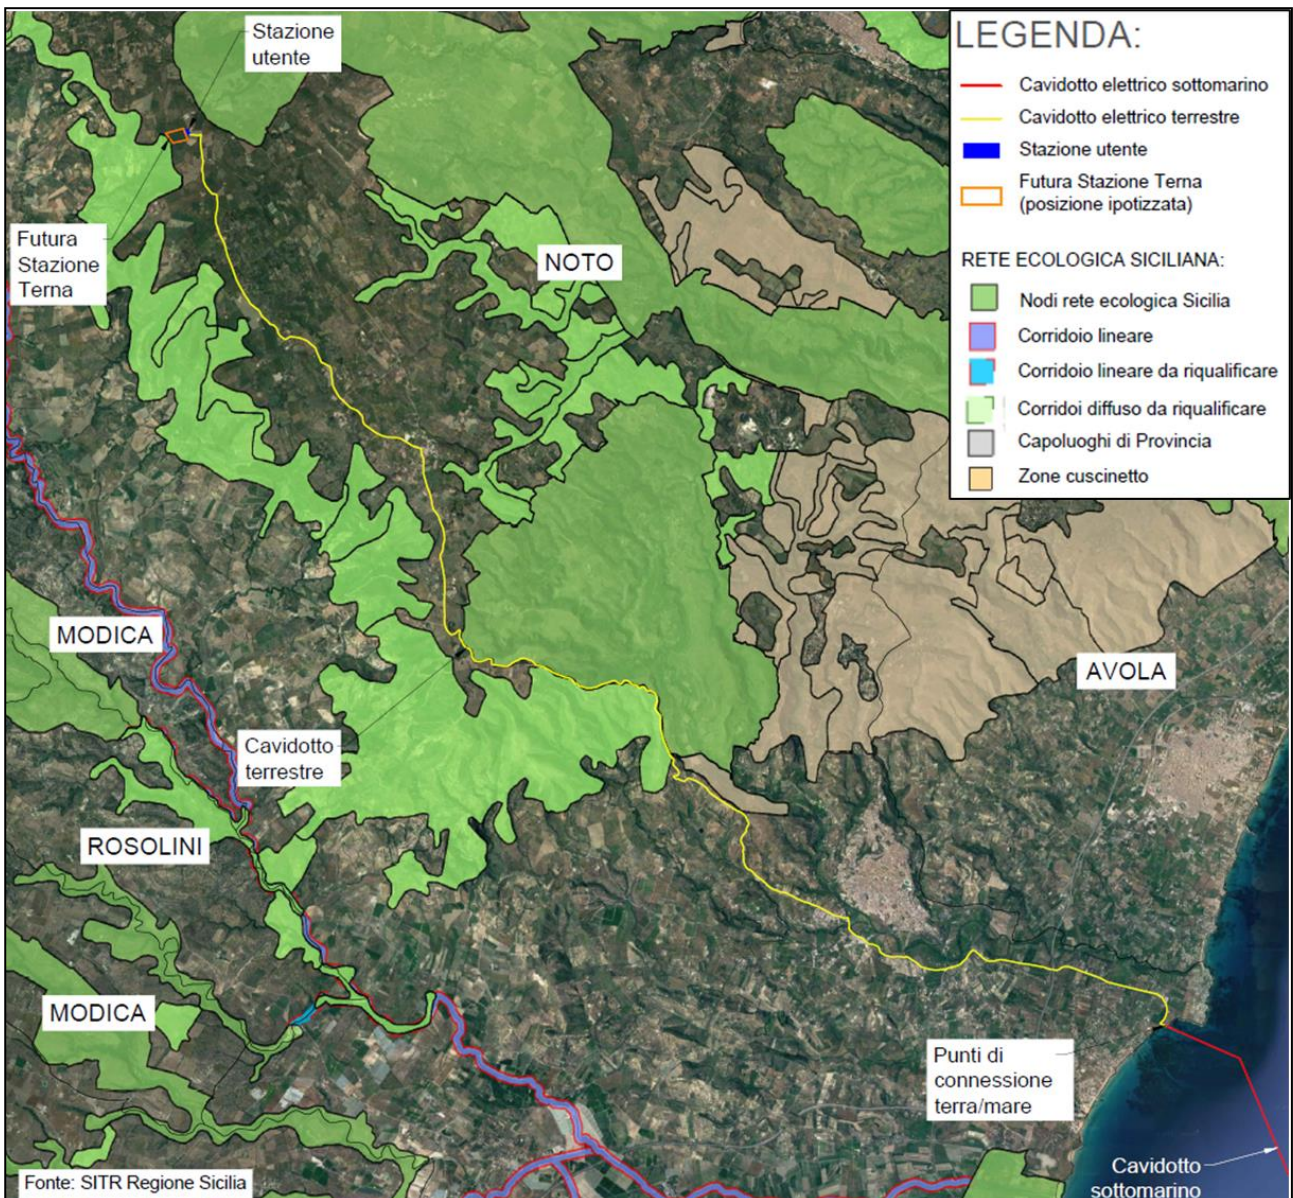 Stazione
utente
LEGENDA:
Cavidotto elettrico sottomarino
Cavidotto elettrico terrestre
Stazione utente
Futura Stazione Terna
(posizione ipotizzata)
RETE ECOLOGICA SICILIANA:
Nodi rete ecologica Sicilia
Corridoio lineare
Corridoio lineare da riqualificare
Corridoi diffuso da riqualificare
Capoluoghi di Provincia
Zone cuscinetto
Futura
Stazione
Terna
NOTO
MODICA
AVOLA
Cavidotto
terrestre
ROSOLINI
MODICA
Punti di
connessione
terra/mare
Cavidotto
sottomarino
Fonte: SITR Regione Sicilia